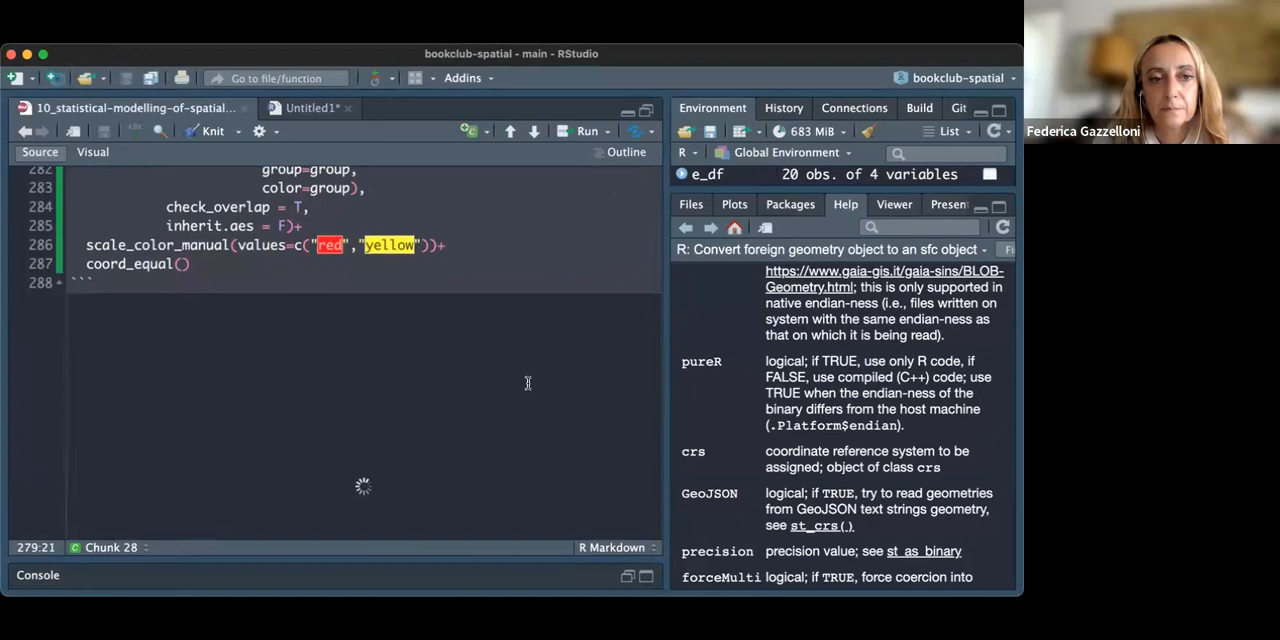 bookclub-spatial - main - RStudio
Go to file/function
Addins
bookclub-spatial
10_statistical-modelling-of-spatial...
Untitled1*
Knit
Run
Source
Visual
Outline
282 group=group,
283 color=group),
284 check_overlap = T,
285 inherit.aes = F)+
286 scale_color_manual(values=c("red","yellow"))+
287 coord_equal()
288 ```
279:21
Chunk 28
R Markdown
Console
Environment
History
Connections
Build
Git
683 MiB
List
R
Global Environment
e_df 20 obs. of 4 variables
Files
Plots
Packages
Help
Viewer
Present
R: Convert foreign geometry object to an sfc object
Fi
https://www.gaia-gis.it/gaia-sins/BLOB-
Geometry.html; this is only supported in
native endian-ness (i.e., files written on
system with the same endian-ness as
that on which it is being read).
pureR logical; if TRUE, use only R code, if
FALSE, use compiled (C++) code; use
TRUE when the endian-ness of the
binary differs from the host machine
(.Platform$endian).
crs coordinate reference system to be
assigned; object of class crs
GeoJSON logical; if TRUE, try to read geometries
from GeoJSON text strings geometry,
see st_crs()
precision precision value; see st_as_binary
forceMulti logical; if TRUE, force coercion into
Federica Gazzelloni